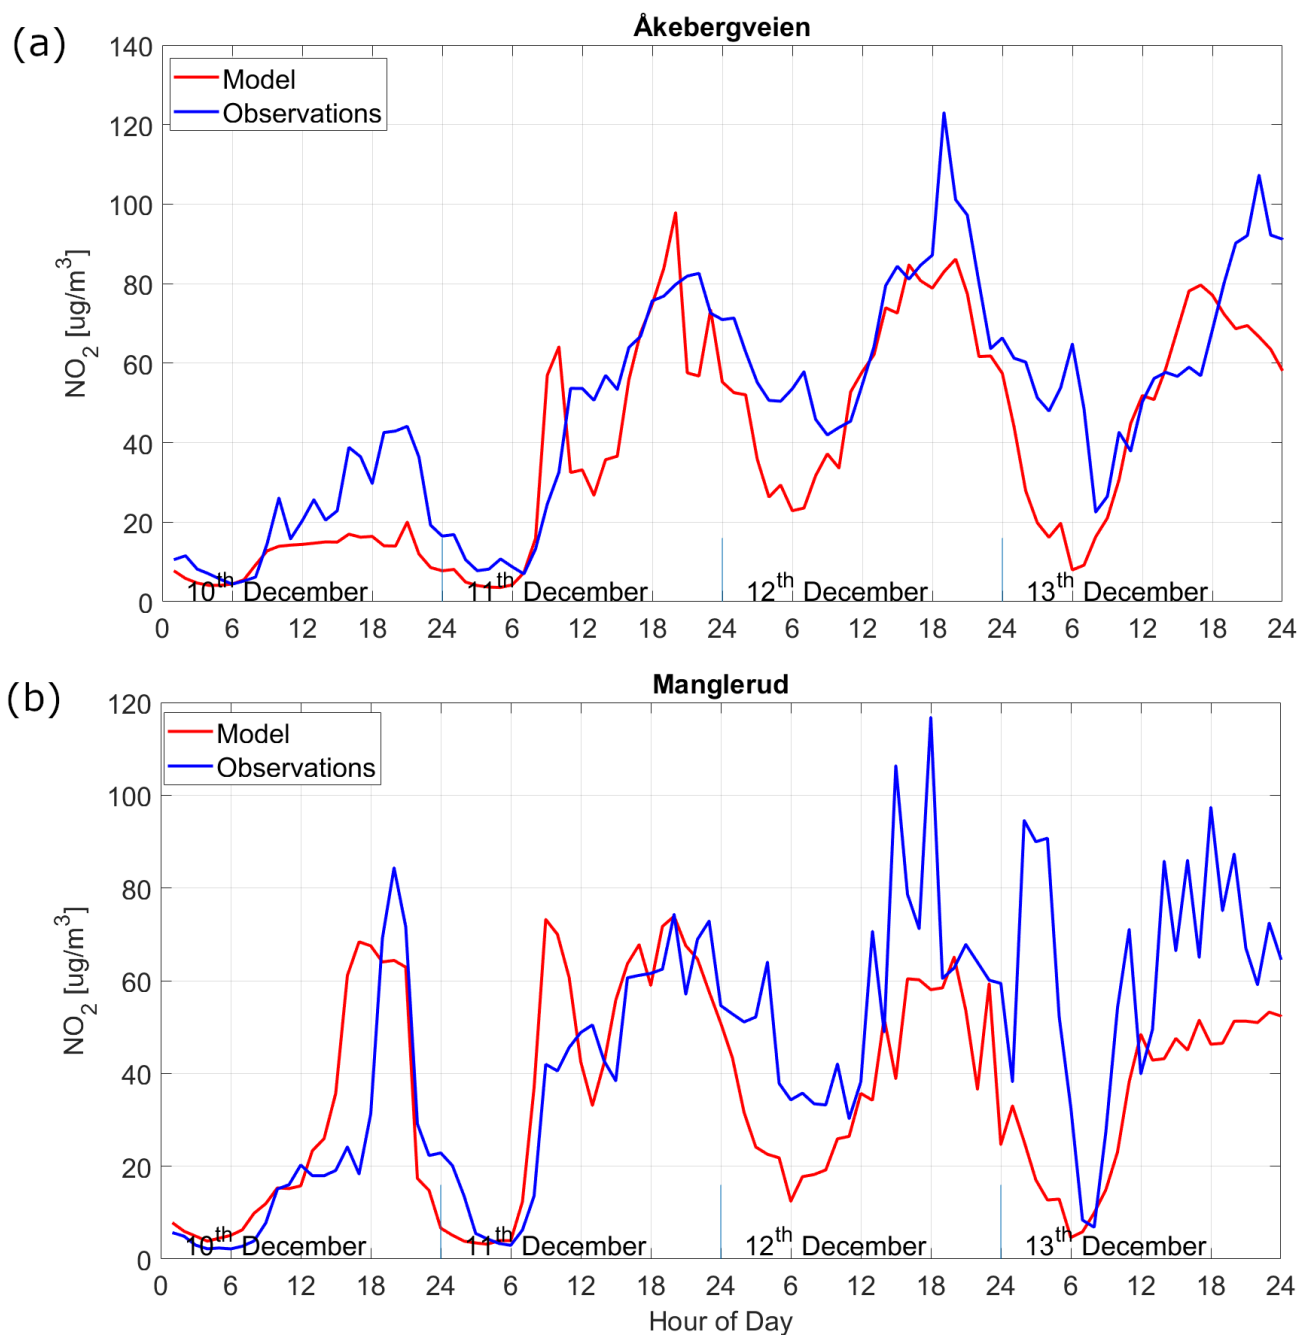 (a)
Åkebergveien
Model
Observations
NO2 [ug/m3]
140
120
100
80
60
40
20
0
10th December
11th December
12th December
13th December
0 6 12 18 24 6 12 18 24 6 12 18 24 6 12 18 24
(b)
Manglerud
Model
Observations
NO2 [ug/m3]
120
100
80
60
40
20
0
10th December
11th December
12th December
13th December
0 6 12 18 24 6 12 18 24 6 12 18 24 6 12 18 24
Hour of Day